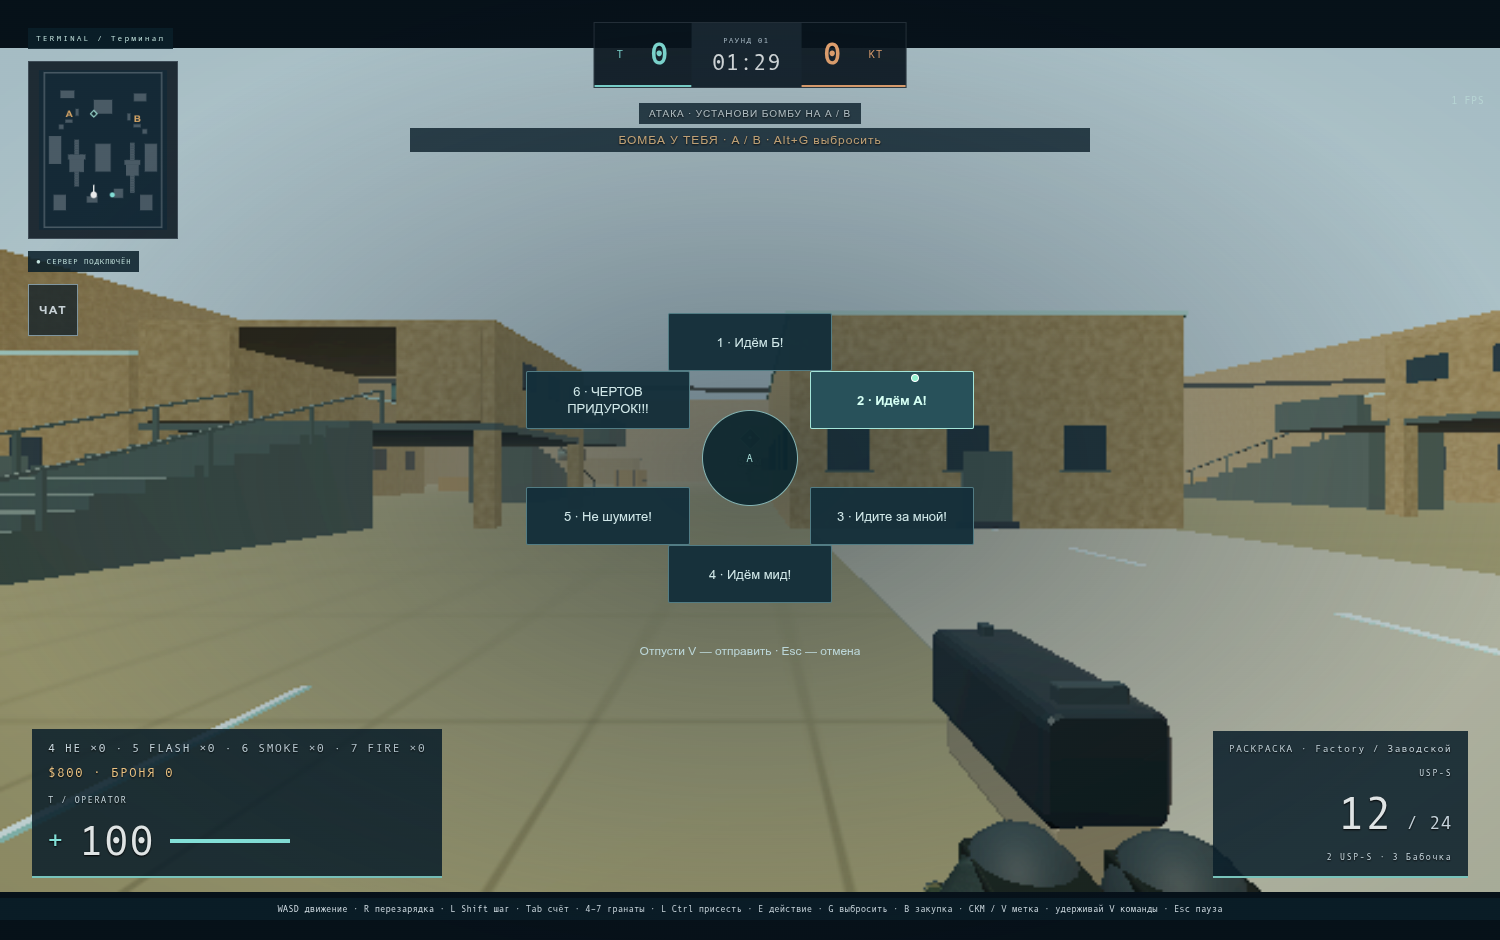 TERMINAL / Терминал
T 0 РАУНД 01 01:29 0 КТ
АТАКА · УСТАНОВИ БОМБУ НА A / B
БОМБА У ТЕБЯ · A / B · Alt+G выбросить
1 FPS
A
B
● СЕРВЕР ПОДКЛЮЧЁН
ЧАТ
1 · Идём Б!
6 · ЧЕРТОВ
ПРИДУРОК!!!
2 · Идём А!
A
5 · Не шумите!
3 · Идите за мной!
4 · Идём мид!
Отпусти V — отправить · Esc — отмена
4 HE ×0 · 5 FLASH ×0 · 6 SMOKE ×0 · 7 FIRE ×0
$800 · БРОНЯ 0
T / OPERATOR
+ 100
РАСКРАСКА · Factory / Заводской
USP-S
12 / 24
2 USP-S · 3 Бабочка
WASD движение · R перезарядка · L Shift шаг · Tab счёт · 4–7 гранаты · L Ctrl присесть · E действие · G выбросить · B закупка · СКМ / V метка · удерживай V команды · Esc пауза